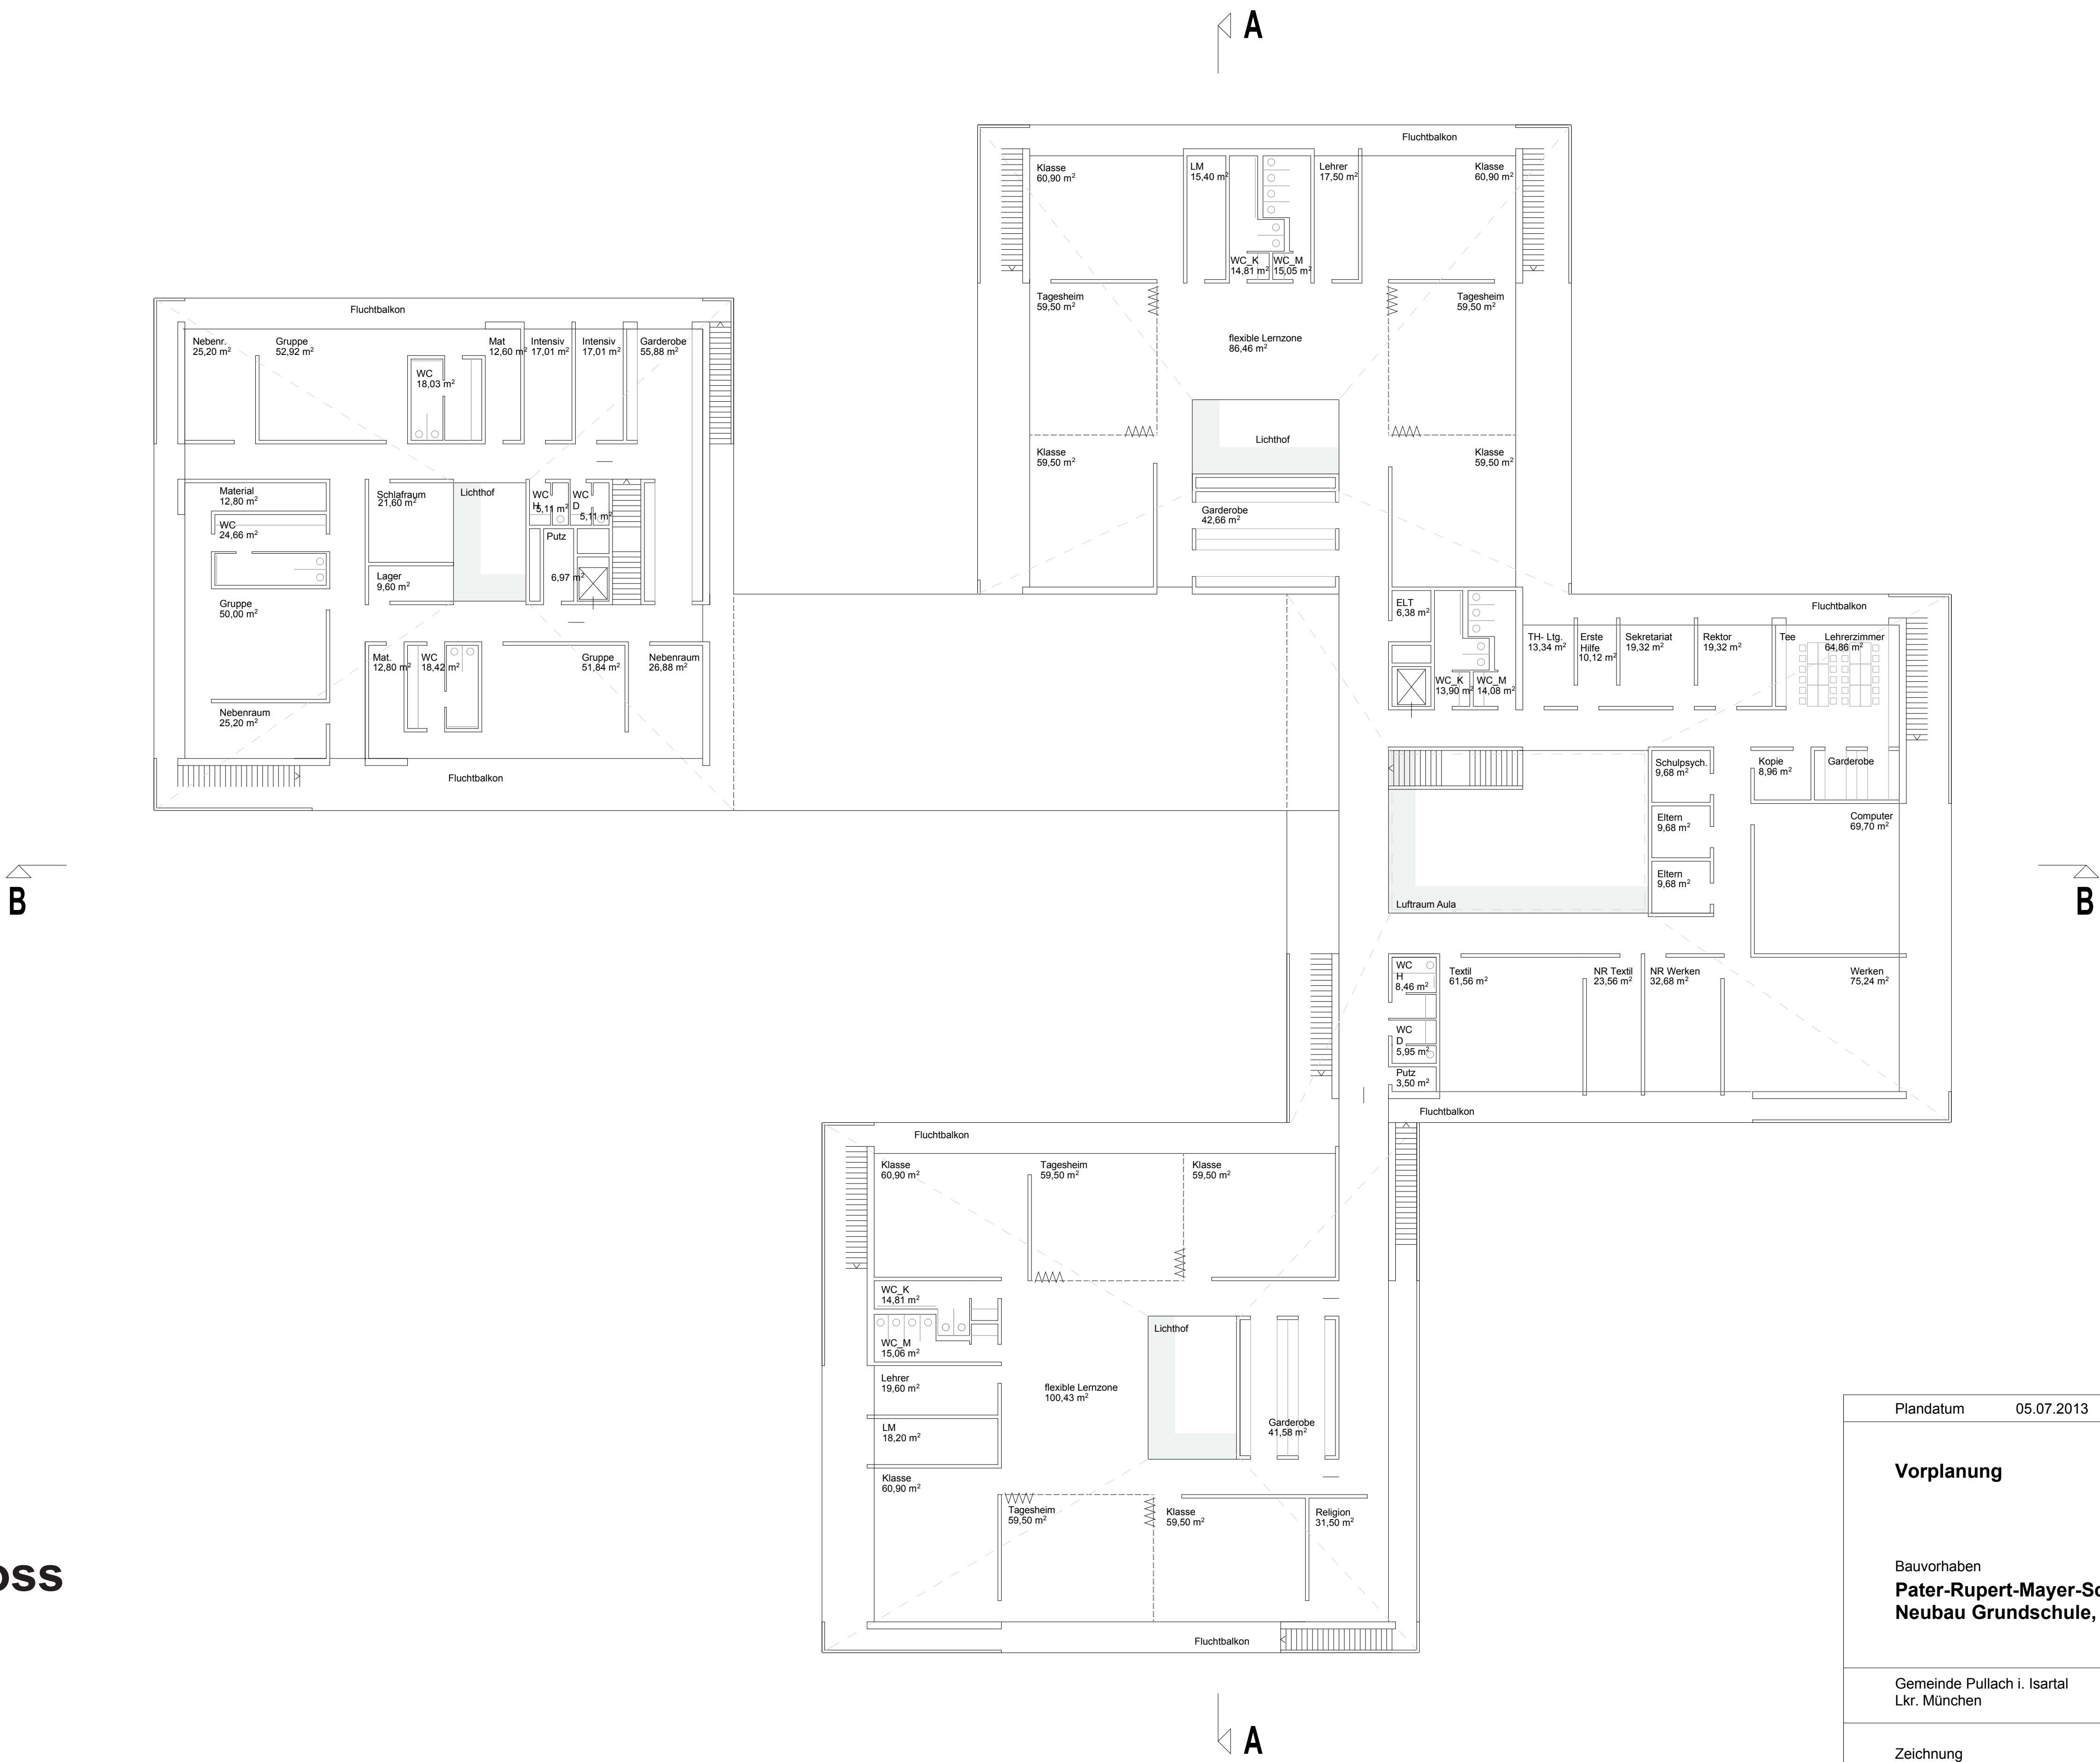 A
Fluchtbalkon
Klasse
60,90 m²
LM
15,40 m²
Lehrer
17,50 m²
Klasse
60,90 m²
WC_K
14,81 m²
WC_M
15,05 m²
Tagesheim
59,50 m²
Tagesheim
59,50 m²
flexible Lernzone
86,46 m²
Lichthof
Klasse
59,50 m²
Klasse
59,50 m²
Garderobe
42,66 m²
Fluchtbalkon
Nebenr.
25,20 m²
Gruppe
52,92 m²
Mat
12,60 m²
Intensiv
17,01 m²
Intensiv
17,01 m²
Garderobe
55,88 m²
WC
18,03 m²
Material
12,80 m²
Schlafraum
21,60 m²
Lichthof
WC
H
5,11 m²
WC
D
5,11 m²
WC
24,66 m²
Putz
6,97 m²
Lager
9,60 m²
Gruppe
50,00 m²
Mat.
12,80 m²
WC
18,42 m²
Gruppe
51,84 m²
Nebenraum
26,88 m²
Nebenraum
25,20 m²
Fluchtbalkon
ELT
6,38 m²
Fluchtbalkon
TH- Ltg.
13,34 m²
Erste
Hilfe
10,12 m²
Sekretariat
19,32 m²
Rektor
19,32 m²
Tee
Lehrerzimmer
64,86 m²
WC_K
13,90 m²
WC_M
14,08 m²
Schulpsych.
9,68 m²
Kopie
8,96 m²
Garderobe
Eltern
9,68 m²
Computer
69,70 m²
Eltern
9,68 m²
Luftraum Aula
B
B
WC
H
8,46 m²
Textil
61,56 m²
NR Textil
23,56 m²
NR Werken
32,68 m²
Werken
75,24 m²
WC
D
5,95 m²
Putz
3,50 m²
Fluchtbalkon
Fluchtbalkon
Klasse
60,90 m²
Tagesheim
59,50 m²
Klasse
59,50 m²
WC_K
14,81 m²
WC_M
15,06 m²
Lichthof
Lehrer
19,60 m²
flexible Lernzone
100,43 m²
LM
18,20 m²
Garderobe
41,58 m²
Klasse
60,90 m²
Tagesheim
59,50 m²
Klasse
59,50 m²
Religion
31,50 m²
Fluchtbalkon
A
oss
Plandatum 05.07.2013
Vorplanung
Bauvorhaben
Pater-Rupert-Mayer-Sc
Neubau Grundschule,
Gemeinde Pullach i. Isartal
Lkr. München
Zeichnung